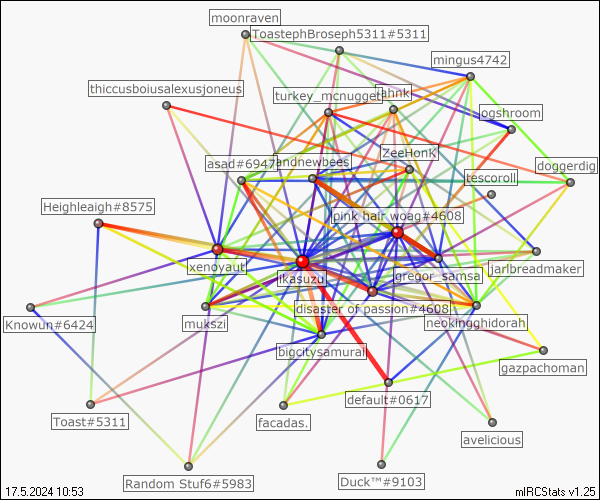 moonraven
ToastephBroseph5311#5311
mingus4742
thiccusboiusalexusjoneus
turkey_mcnugget
ahnk
ogshroom
asad#6947
andnewbees
ZeeHonK
tescoroll
doggerdig
Heighleaigh#8575
pink hair woag#4608
xenoyaut
ikasuzu
gregor_samsa
jarlbreadmaker
Knowun#6424
mukszi
disaster of passion#4608
neokingghidorah
bigcitysamurai
gazpachoman
Toast#5311
facadas.
default#0617
avelicious
Random Stuf6#5983
Duck™#9103
17.5.2024 10:53
mIRCStats v1.25